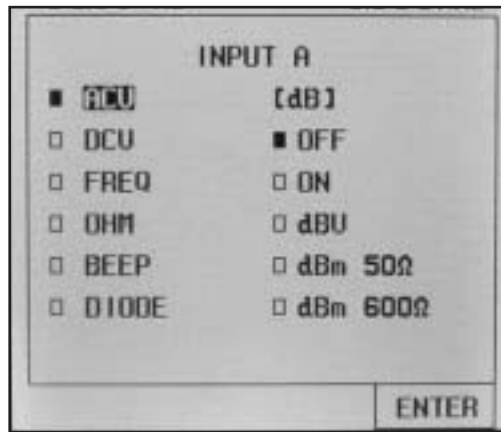 INPUT A
■ ACV
□ DCV
□ FREQ
□ OHM
□ BEEP
□ DIODE
[dB]
■ OFF
□ ON
□ dBV
□ dBm 50Ω
□ dBm 600Ω
ENTER